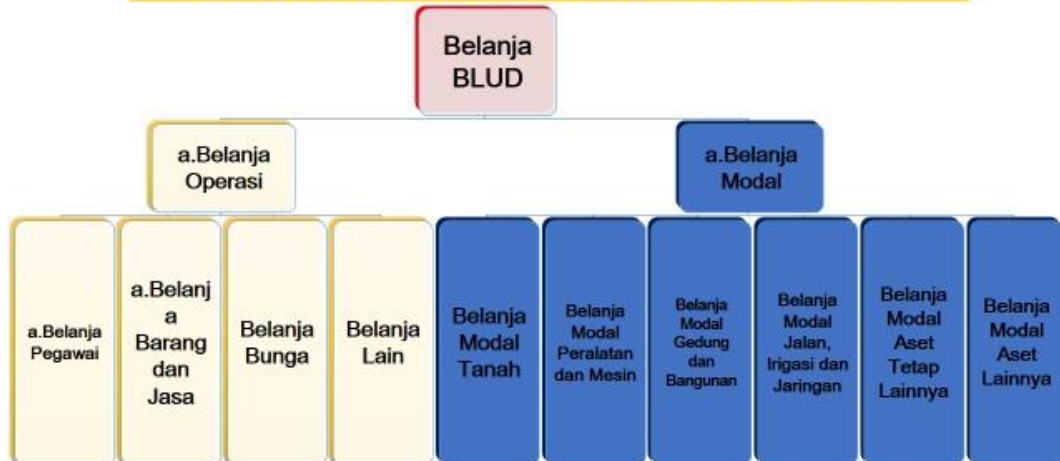 Belanja
BLUD
a.Belanja
Operasi
a.Belanja
Modal
a.Belanja
Pegawai
a.Belanj
a
Barang
dan
Jasa
Belanja
Bunga
Belanja
Lain
Belanja
Modal
Tanah
Belanja
Modal
Peralatan
dan Mesin
Belanja
Modal
Gedung
dan
Bangunan
Belanja
Modal
Jalan,
Irigasi dan
Jaringan
Belanja
Modal
Aset
Tetap
Lainnya
Belanja
Modal
Aset
Lainnya